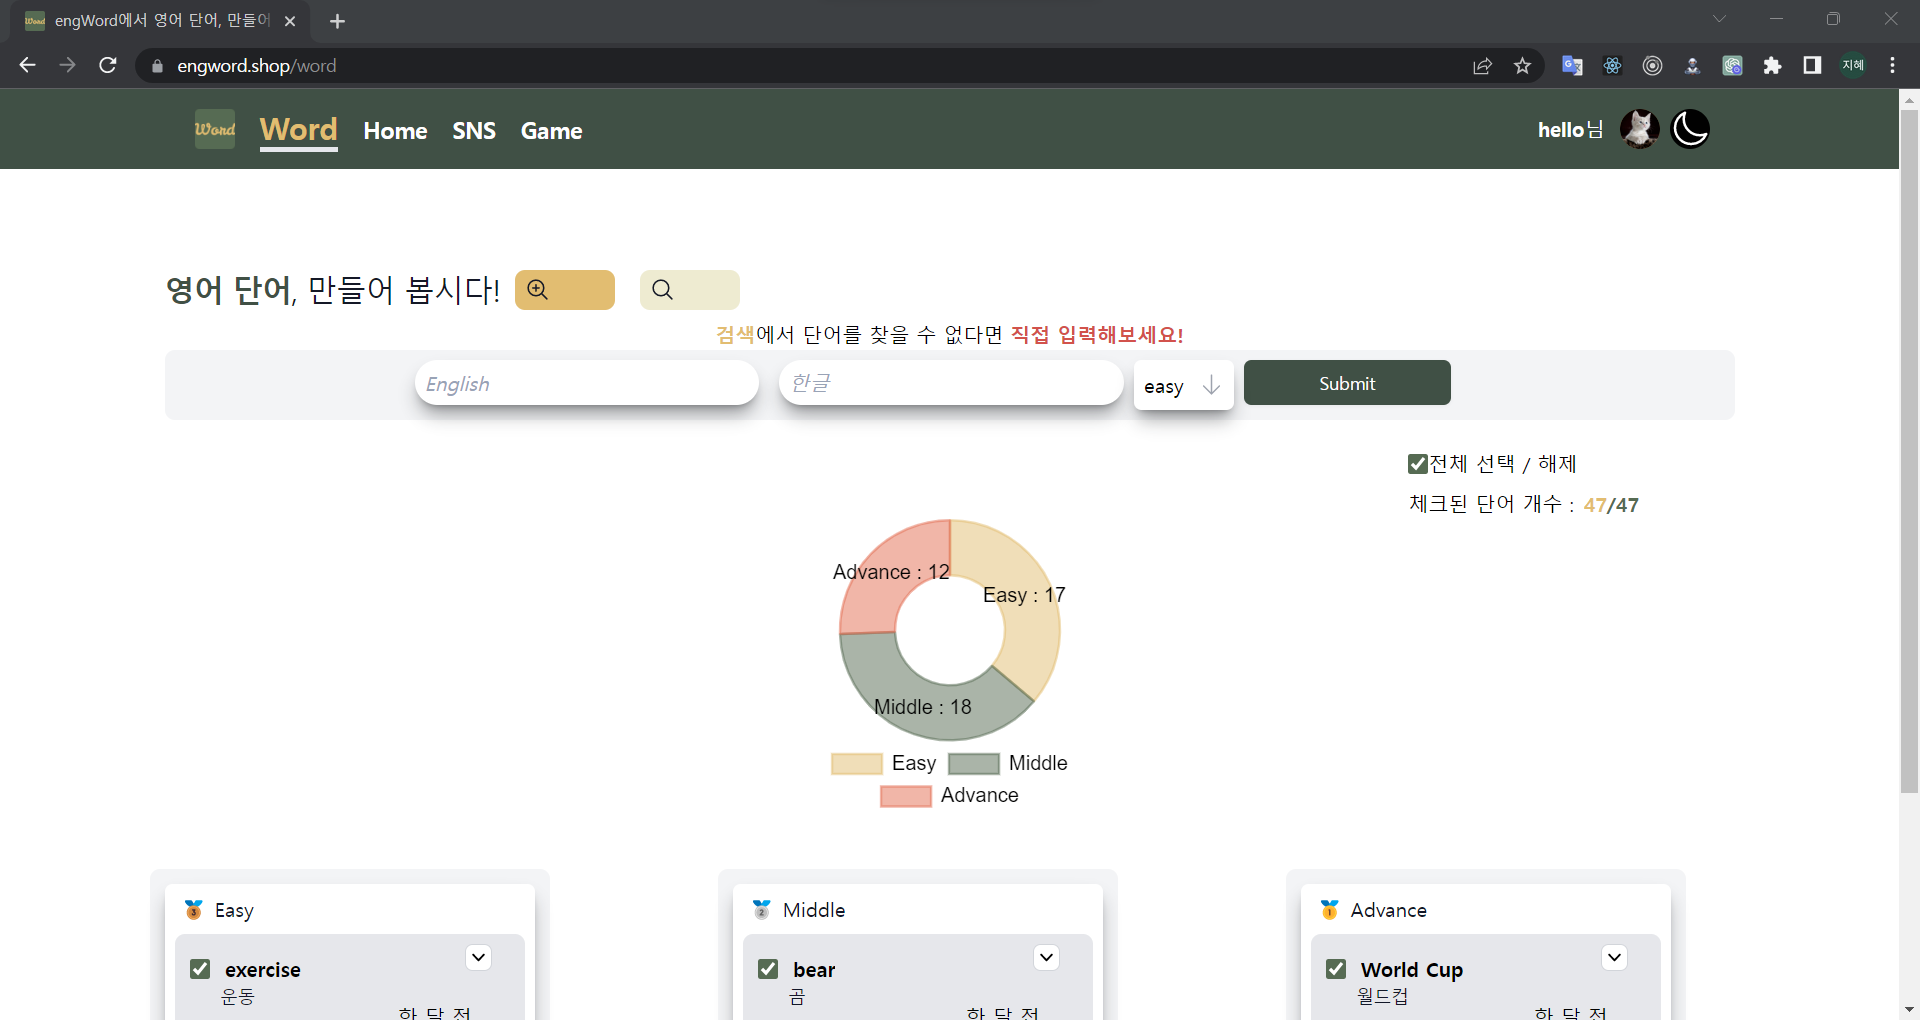 Word
engWord에서 영어 단어, 만들어
engword.shop/word
지혜
Word
Word Home SNS Game
hello님
영어 단어, 만들어 봅시다!
검색에서 단어를 찾을 수 없다면 직접 입력해보세요!
English 한글 easy Submit
전체 선택 / 해제
체크된 단어 개수 : 47/47
Advance : 12
Easy : 17
Middle : 18
Easy Middle
Advance
3 Easy
exercise
운동
한 달 전
2 Middle
bear
곰
한 달 전
1 Advance
World Cup
월드컵
한 달 전